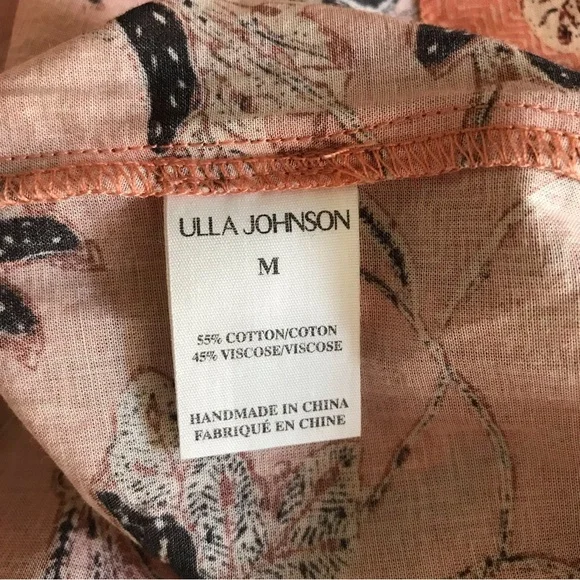 ULLA JOHNSON
M
55% COTTON/COTON
45% VISCOSE/VISCOSE
HANDMADE IN CHINA
FABRIQUÉ EN CHINE